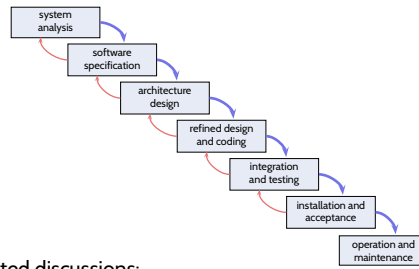 system
analysis
software
specification
architecture
design
refined design
and coding
integration
and testing
installation and
acceptance
operation and
maintenance